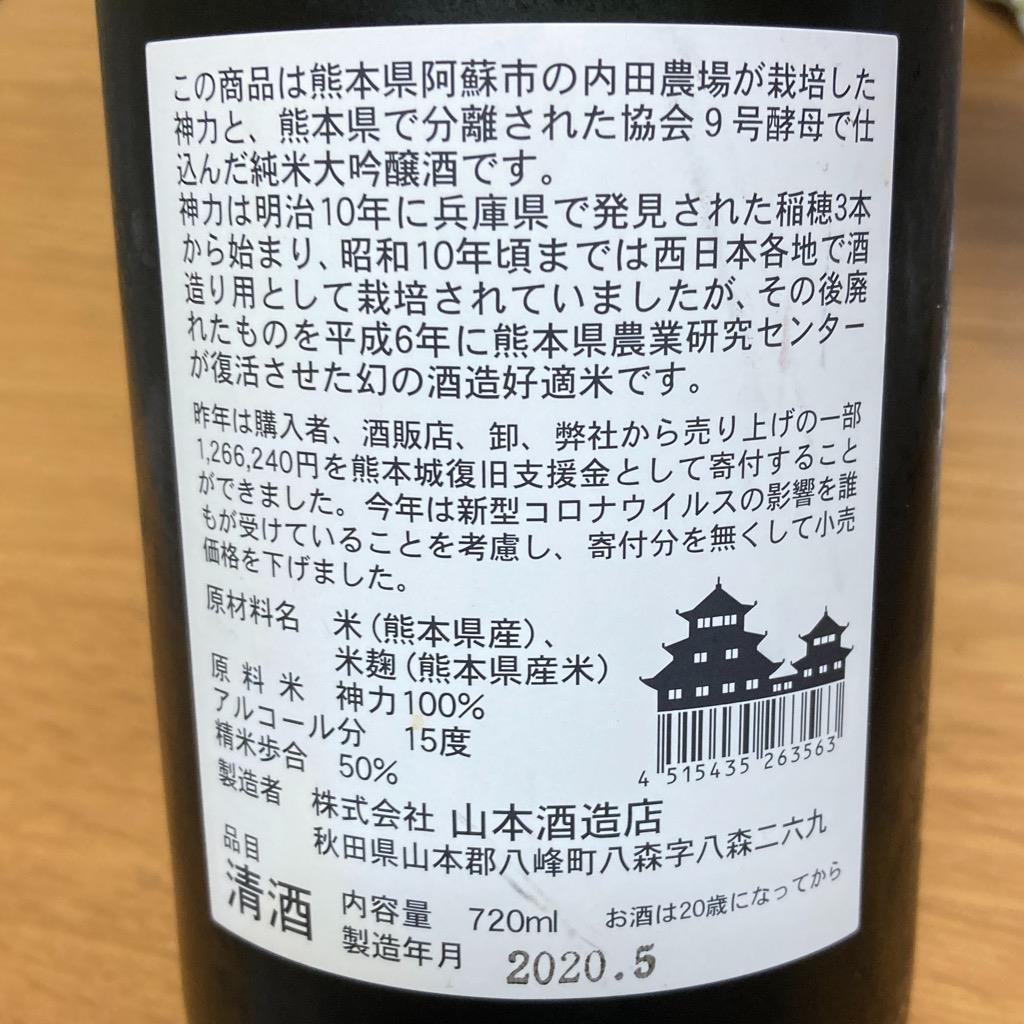 この商品は熊本県阿蘇市の内田農場が栽培した
神力と、熊本県で分離された協会９号酵母で仕
込んだ純米大吟醸酒です。
神力は明治10年に兵庫県で発見された稲穂3本
から始まり、昭和10年頃までは西日本各地で酒
造り用として栽培されていましたが、その後廃
れたものを平成6年に熊本県農業研究センター
が復活させた幻の酒造好適米です。
昨年は購入者、酒販店、卸、弊社から売り上げの一部
1,266,240円を熊本城復旧支援金として寄付すること
ができました。今年は新型コロナウイルスの影響を誰
もが受けていることを考慮し、寄付分を無くして小売
価格を下げました。
原材料名 米（熊本県産）、
米麹（熊本県産米）
原料米 神力100%
アルコール分 15度
精米歩合 50%
製造者 株式会社 山本酒造店
秋田県山本郡八峰町八森字八森二六九
品目
清酒
内容量 720ml お酒は20歳になってから
製造年月 2020.5
4 515435 263563